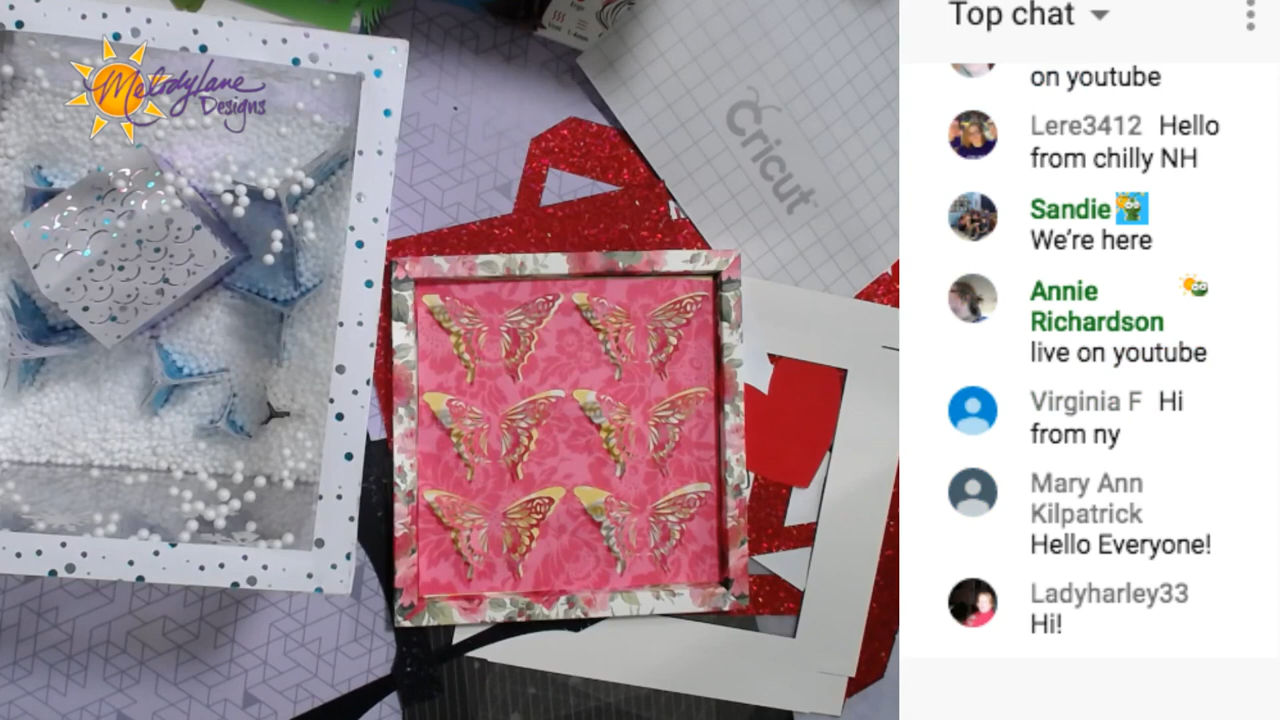 MelodyLane
Designs
Cricut
Top chat
on youtube
Lere3412 Hello
from chilly NH
Sandie
We're here
Annie
Richardson
live on youtube
Virginia F Hi
from ny
Mary Ann
Kilpatrick
Hello Everyone!
Ladyharley33
Hi!